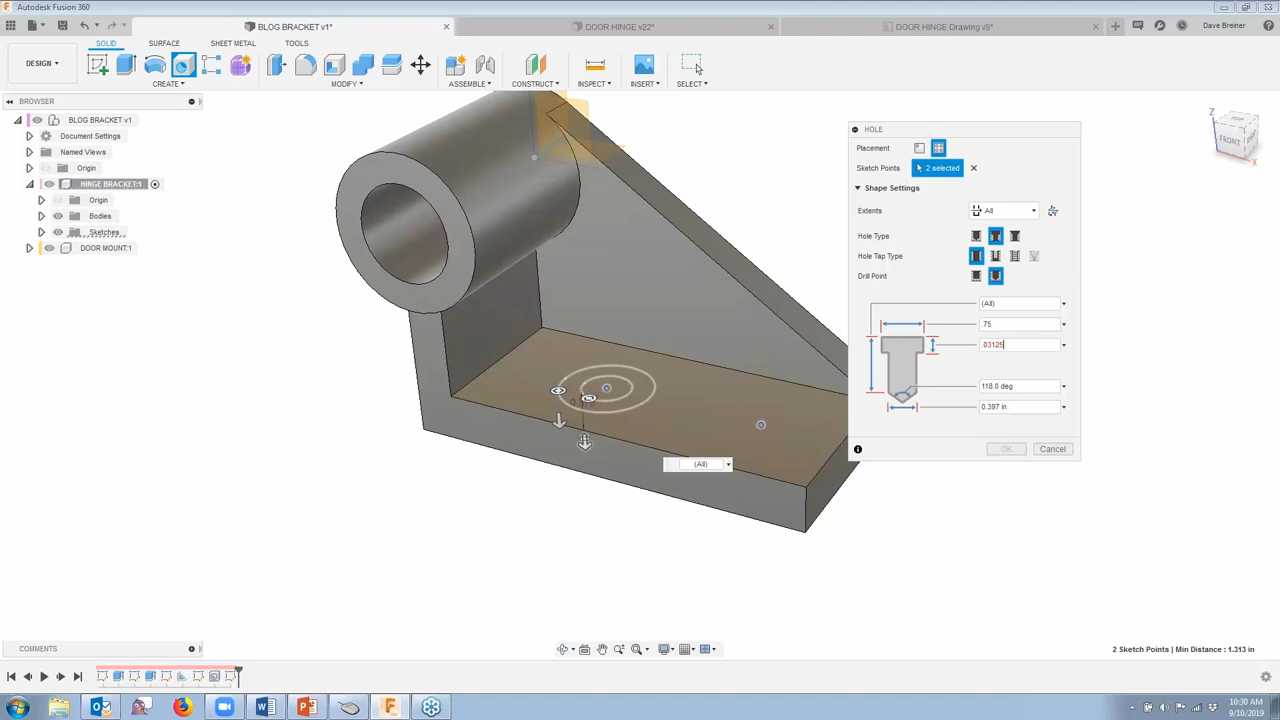 Autodesk Fusion 360
BLOG BRACKET v1*
DOOR HINGE v22*
DOOR HINGE Drawing v9*
Dave Breiner
SOLID
SURFACE
SHEET METAL
TOOLS
DESIGN
CREATE
MODIFY
ASSEMBLE
CONSTRUCT
INSPECT
INSERT
SELECT
BROWSER
BLOG BRACKET v1
Document Settings
Named Views
Origin
HINGE BRACKET:1
Origin
Bodies
Sketches
DOOR MOUNT:1
HOLE
Placement
Sketch Points
2 selected
Shape Settings
Extents
All
Hole Type
Hole Tap Type
Drill Point
(All)
.75
.03125
118.0 deg
0.397 in
OK
Cancel
Z
FRONT
X
(All)
COMMENTS
2 Sketch Points | Min Distance : 1.313 in
10:30 AM
9/10/2019